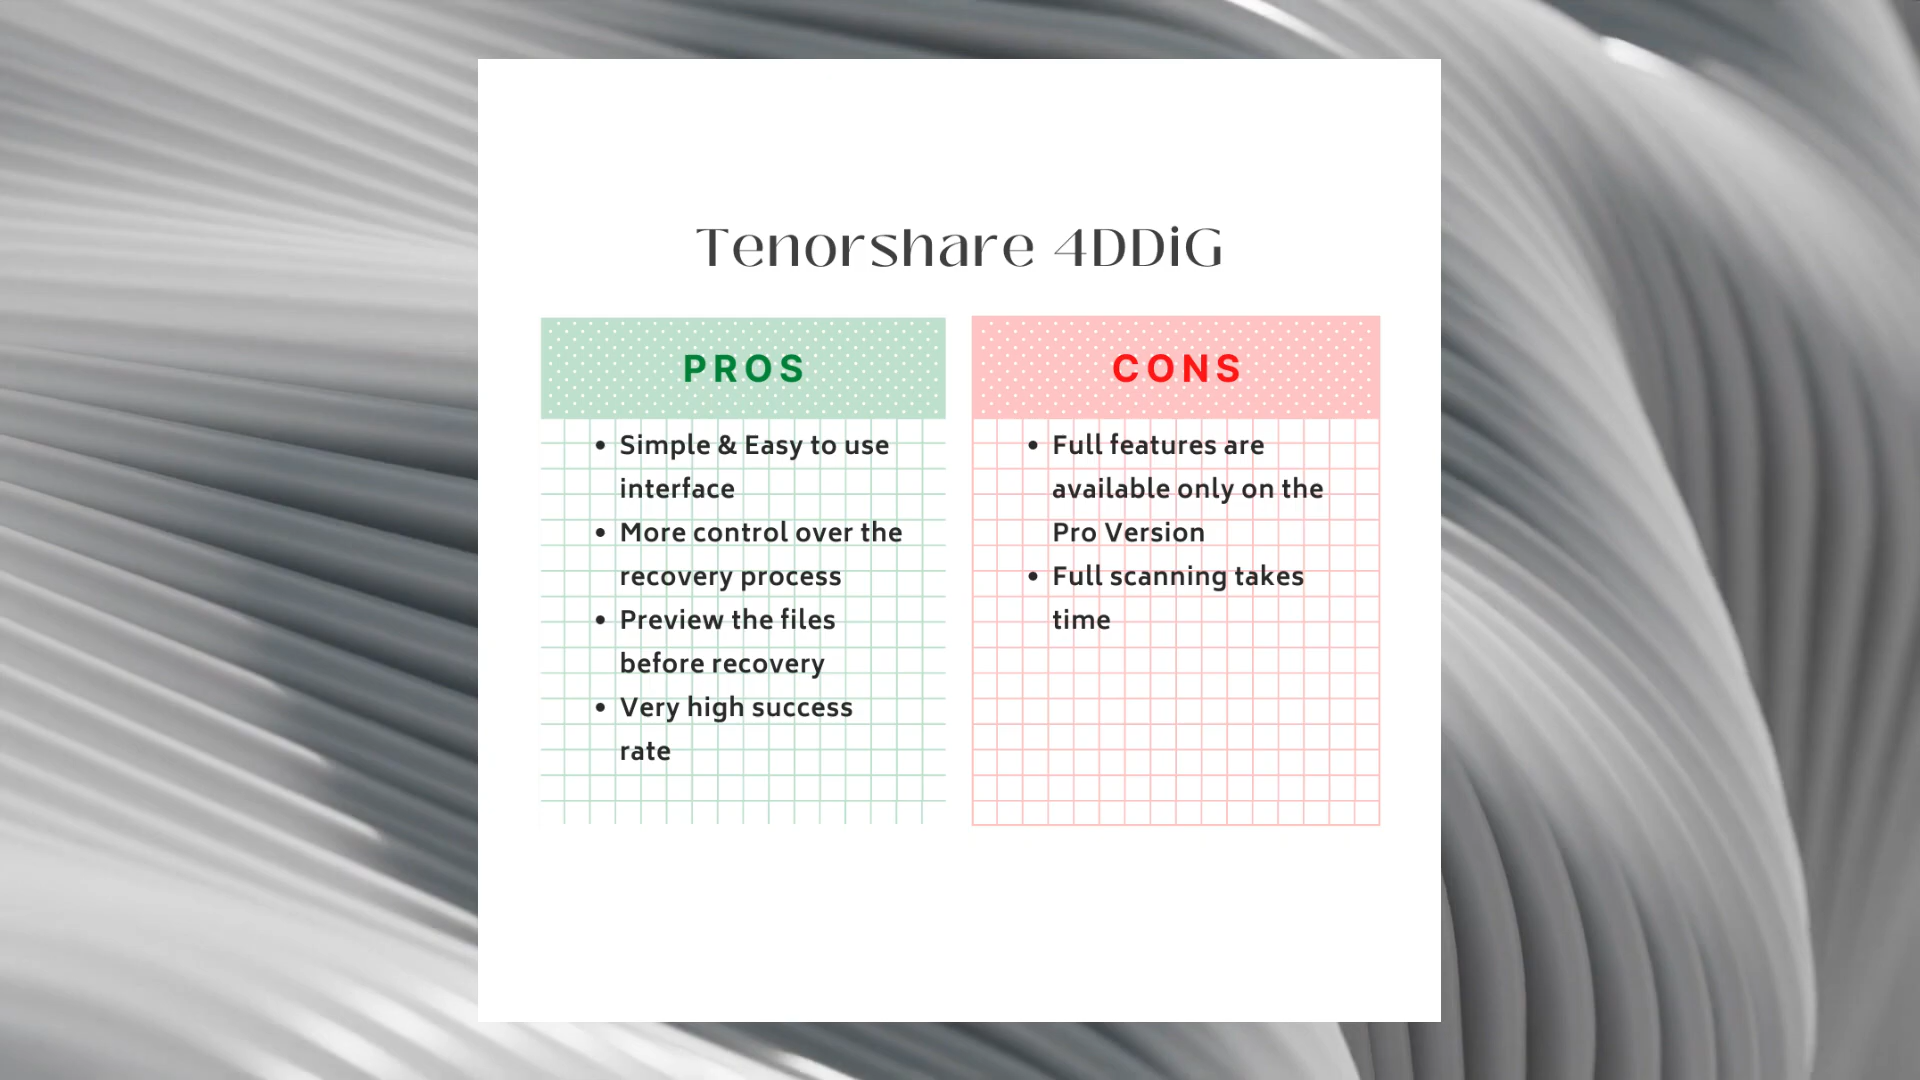 Tenorshare 4DDiG
PROS
• Simple & Easy to use
interface
• More control over the
recovery process
• Preview the files
before recovery
• Very high success
rate
CONS
• Full features are
available only on the
Pro Version
• Full scanning takes
time